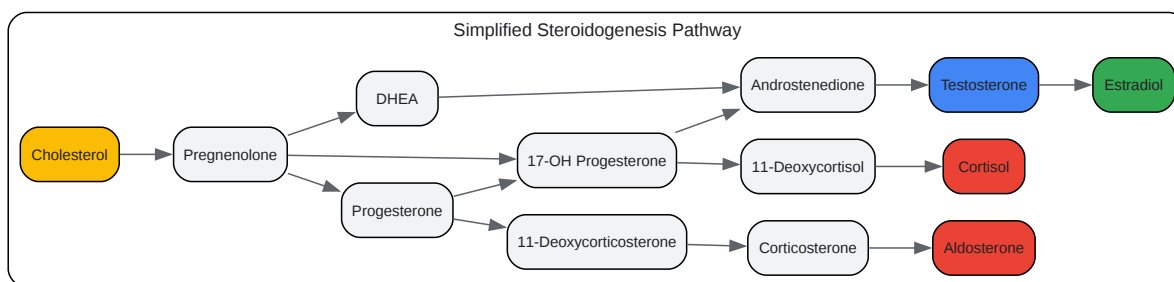 Simplified Steroidogenesis Pathway
Cholesterol
Pregnenolone
DHEA
Progesterone
17-OH Progesterone
11-Deoxycorticosterone
Androstenedione
11-Deoxycortisol
Corticosterone
Testosterone
Cortisol
Aldosterone
Estradiol